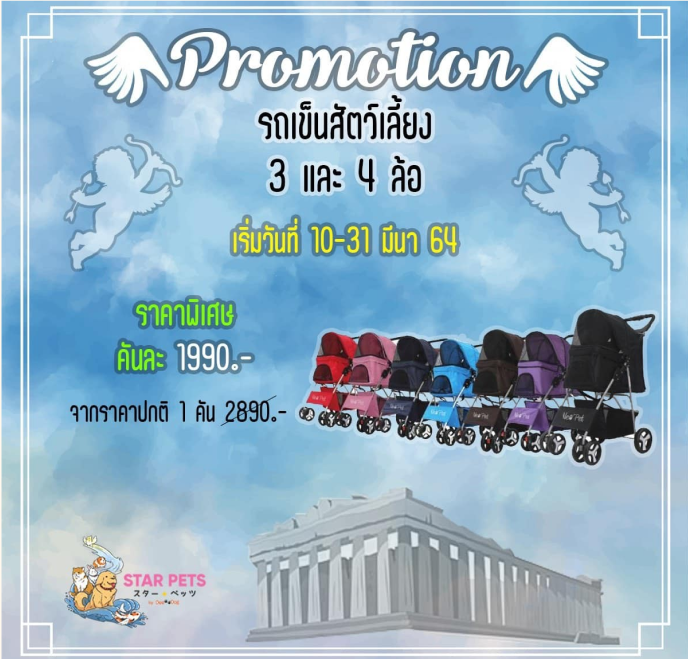 Promotion
รถเข็นสัตว์เลี้ยง
3 และ 4 ล้อ
เริ่มวันที่ 10-31 มีนา 64
ราคาพิเศษ
คันละ 1990.-
จากราคาปกติ 1 คัน 2890.-
STAR PETS
スター★ペッツ